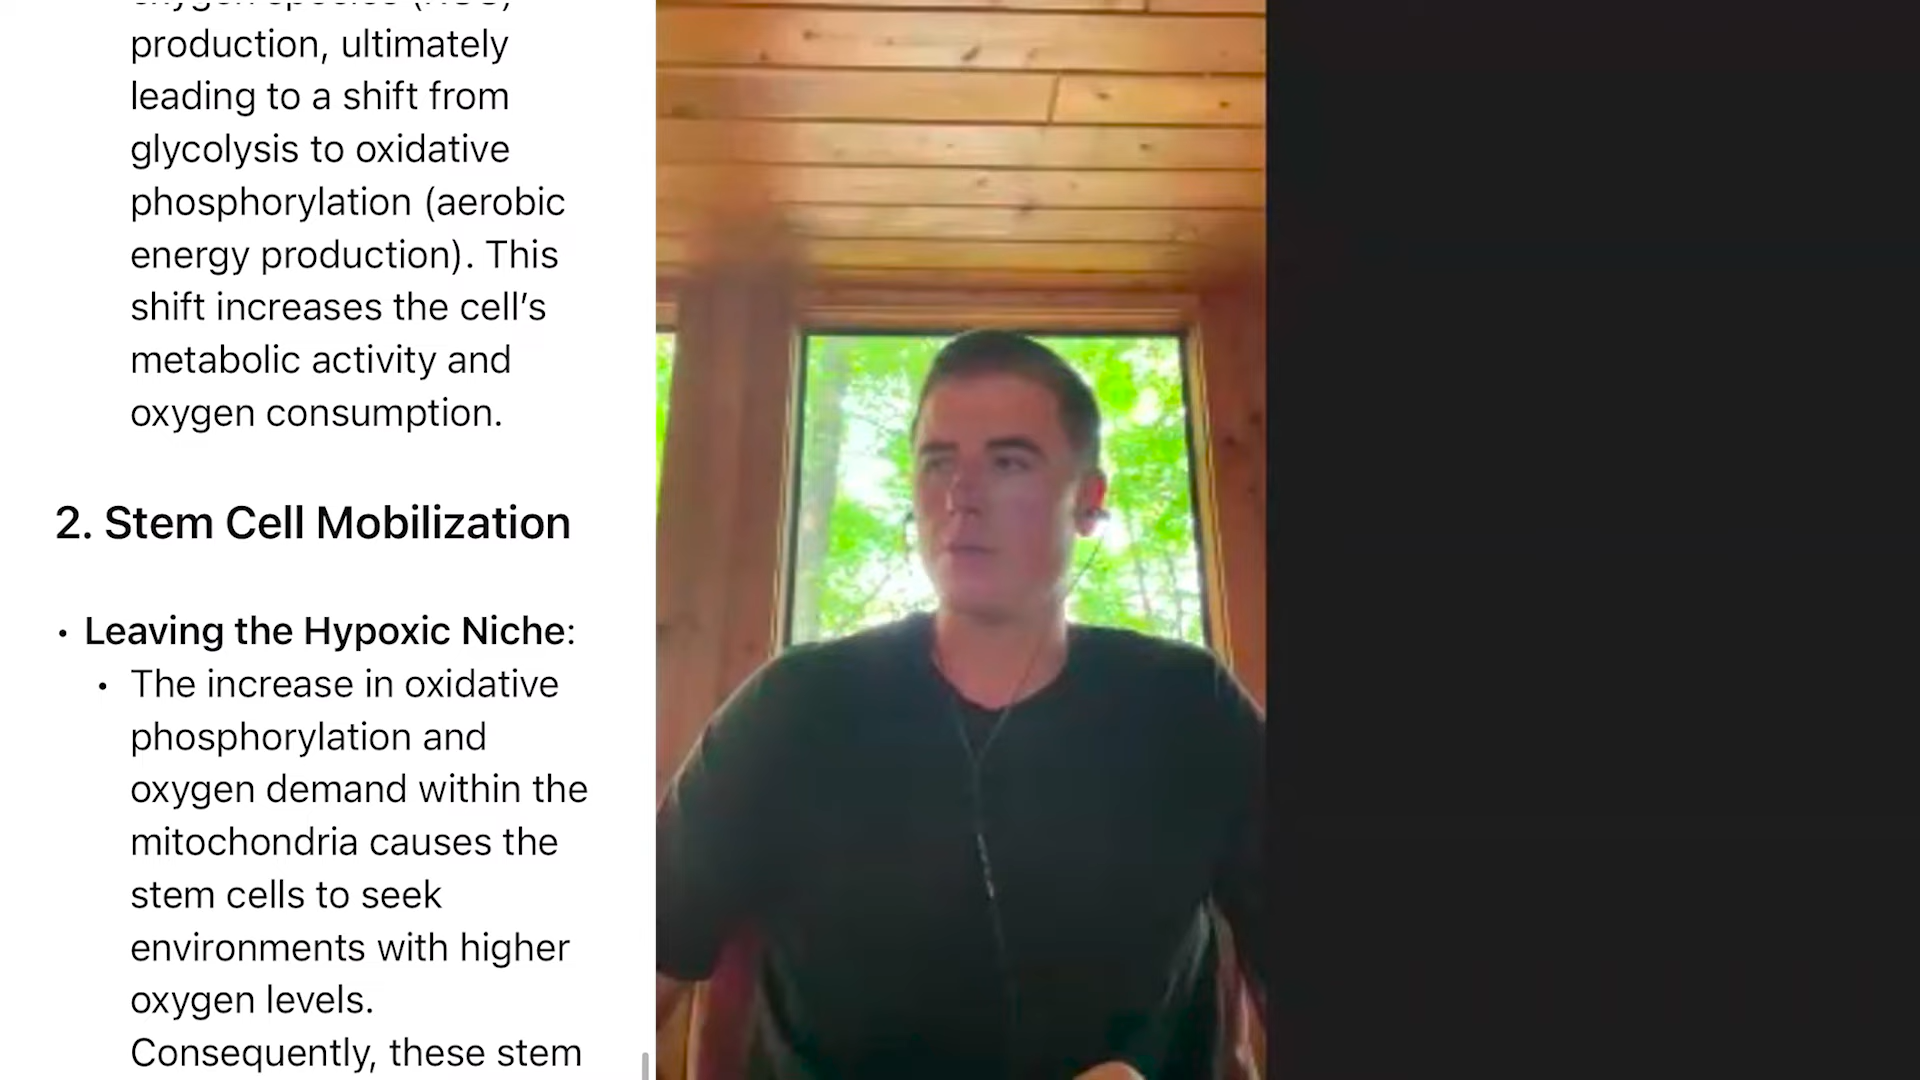 production, ultimately
leading to a shift from
glycolysis to oxidative
phosphorylation (aerobic
energy production). This
shift increases the cell’s
metabolic activity and
oxygen consumption.
2. Stem Cell Mobilization
• Leaving the Hypoxic Niche:
• The increase in oxidative
phosphorylation and
oxygen demand within the
mitochondria causes the
stem cells to seek
environments with higher
oxygen levels.
Consequently, these stem